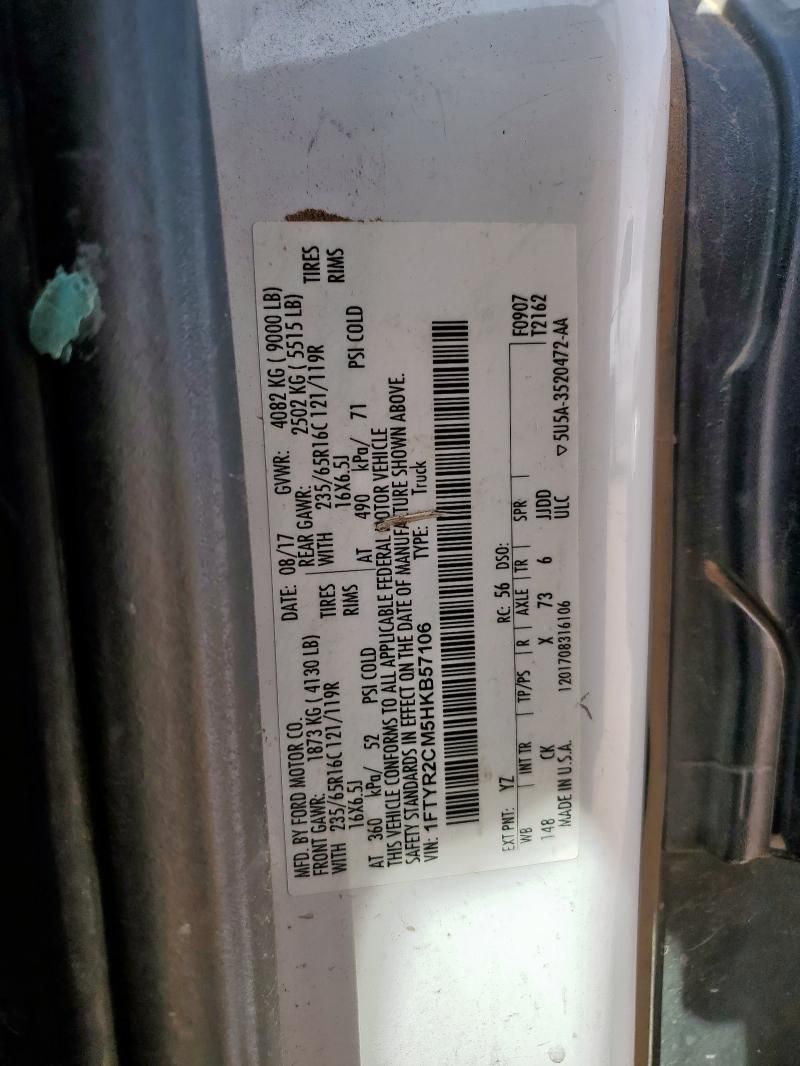 MFD. BY FORD MOTOR CO.
DATE: 08/17 GVWR: 4082 KG ( 9000 LB)
FRONT GAWR: 1873 KG ( 4130 LB)
REAR GAWR: 2502 KG ( 5515 LB)
WITH 235/65R16C 121/119R TIRES
WITH 235/65R16C 121/119R TIRES
16X6.5J RIMS
16X6.5J RIMS
AT 360 kPa/ 52 PSI COLD
AT 490 kPa/ 71 PSI COLD
THIS VEHICLE CONFORMS TO ALL APPLICABLE FEDERAL MOTOR VEHICLE
SAFETY STANDARDS IN EFFECT ON THE DATE OF MANUFACTURE SHOWN ABOVE.
VIN: 1FTYR2CM5HKB57106 TYPE: Truck
EXT PNT: YZ RC: 56 DSO: F0907
WB INT TR TP/PS R AXLE TR SPR T2162
148 CK X 73 6 JJDD
ULC
MADE IN U.S.A. 1201708316106 ▽5U5A-3520472-AA